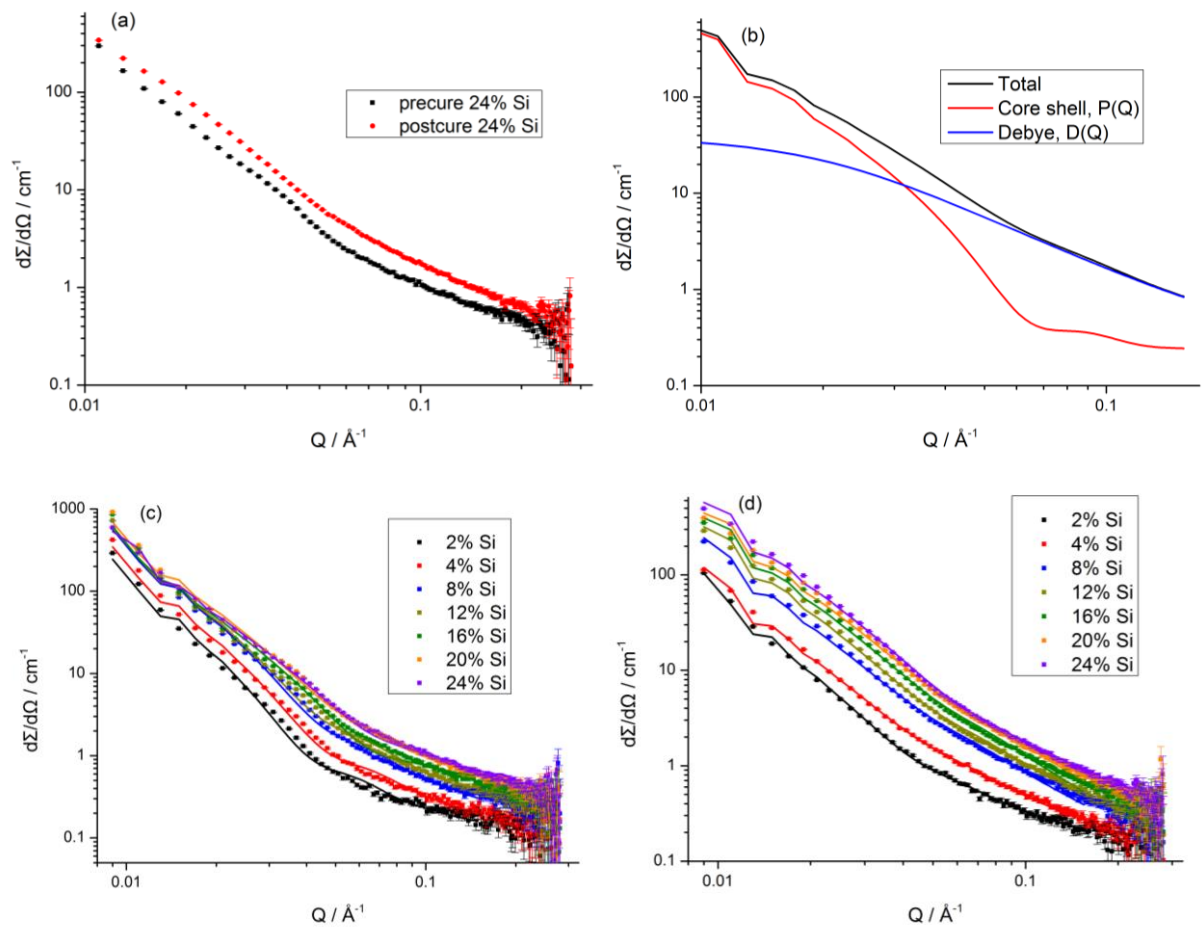 (a)
precure 24% Si
postcure 24% Si
dΣ/dΩ / cm⁻¹
100
10
1
0.1
0.01
0.1
Q / Å⁻¹
(b)
Total
Core shell, P(Q)
Debye, D(Q)
dΣ/dΩ / cm⁻¹
100
10
1
0.1
0.01
0.1
Q / Å⁻¹
(c)
2% Si
4% Si
8% Si
12% Si
16% Si
20% Si
24% Si
dΣ/dΩ / cm⁻¹
1000
100
10
1
0.1
0.01
0.1
Q / Å⁻¹
(d)
2% Si
4% Si
8% Si
12% Si
16% Si
20% Si
24% Si
dΣ/dΩ / cm⁻¹
100
10
1
0.1
0.01
0.1
Q / Å⁻¹